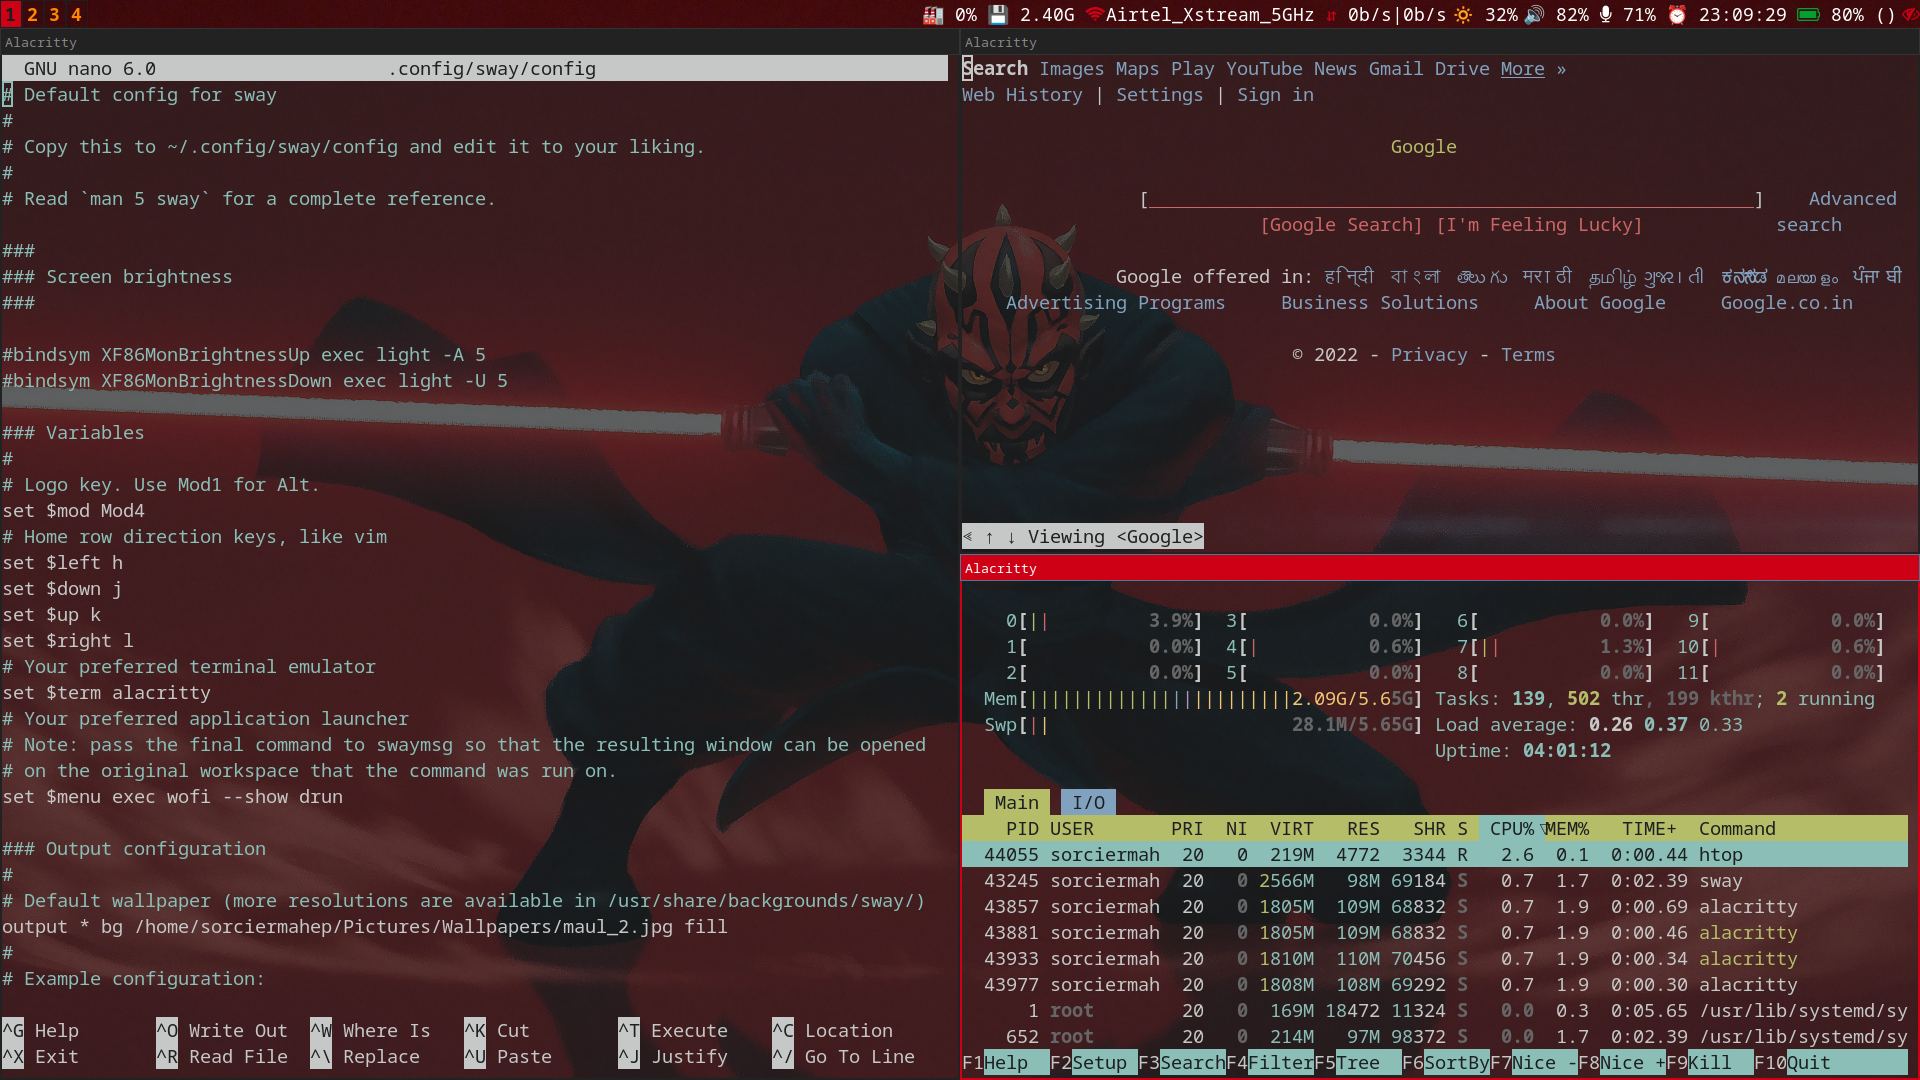 1 2 3 4 0% 2.40G Airtel_Xstream_5GHz 0b/s|0b/s 32% 82% 71% 23:09:29 80% ()
Alacritty
GNU nano 6.0 .config/sway/config
# Default config for sway
#
# Copy this to ~/.config/sway/config and edit it to your liking.
#
# Read `man 5 sway` for a complete reference.
###
### Screen brightness
###
#bindsym XF86MonBrightnessUp exec light -A 5
#bindsym XF86MonBrightnessDown exec light -U 5
### Variables
#
# Logo key. Use Mod1 for Alt.
set $mod Mod4
# Home row direction keys, like vim
set $left h
set $down j
set $up k
set $right l
# Your preferred terminal emulator
set $term alacritty
# Your preferred application launcher
# Note: pass the final command to swaymsg so that the resulting window can be opened
# on the original workspace that the command was run on.
set $menu exec wofi --show drun
### Output configuration
#
# Default wallpaper (more resolutions are available in /usr/share/backgrounds/sway/)
output * bg /home/sorciermahep/Pictures/Wallpapers/maul_2.jpg fill
#
# Example configuration:
^G Help ^O Write Out ^W Where Is ^K Cut ^T Execute ^C Location
^X Exit ^R Read File ^\ Replace ^U Paste ^J Justify ^/ Go To Line
Alacritty
Search Images Maps Play YouTube News Gmail Drive More »
Web History | Settings | Sign in
Google
[_______________________________________________________] Advanced
[Google Search] [I'm Feeling Lucky] search
Google offered in: हिन्दी বাংলা తెలుగు मराठी தமிழ் ગુજરાતી ಕನ್ನಡ മലയാളം ਪੰਜਾਬੀ
Advertising Programs Business Solutions About Google Google.co.in
© 2022 - Privacy - Terms
< ↑ ↓ Viewing <Google>
Alacritty
0[|| 3.9%] 3[ 0.0%] 6[ 0.0%] 9[ 0.0%]
1[ 0.0%] 4[| 0.6%] 7[|| 1.3%] 10[| 0.6%]
2[ 0.0%] 5[ 0.0%] 8[ 0.0%] 11[ 0.0%]
Mem[||||||||||||||||||||||||2.09G/5.65G] Tasks: 139, 502 thr, 199 kthr; 2 running
Swp[|| 28.1M/5.65G] Load average: 0.26 0.37 0.33
Uptime: 04:01:12
Main I/O
PID USER PRI NI VIRT RES SHR S CPU%▽MEM% TIME+ Command
44055 sorciermah 20 0 219M 4772 3344 R 2.6 0.1 0:00.44 htop
43245 sorciermah 20 0 2566M 98M 69184 S 0.7 1.7 0:02.39 sway
43857 sorciermah 20 0 1805M 109M 68832 S 0.7 1.9 0:00.69 alacritty
43881 sorciermah 20 0 1805M 109M 68832 S 0.7 1.9 0:00.46 alacritty
43933 sorciermah 20 0 1810M 110M 70456 S 0.7 1.9 0:00.34 alacritty
43977 sorciermah 20 0 1808M 108M 69292 S 0.7 1.9 0:00.30 alacritty
1 root 20 0 169M 18472 11324 S 0.0 0.3 0:05.65 /usr/lib/systemd/sy
652 root 20 0 214M 97M 98372 S 0.0 1.7 0:02.39 /usr/lib/systemd/sy
F1Help F2Setup F3SearchF4FilterF5Tree F6SortByF7Nice -F8Nice +F9Kill F10Quit